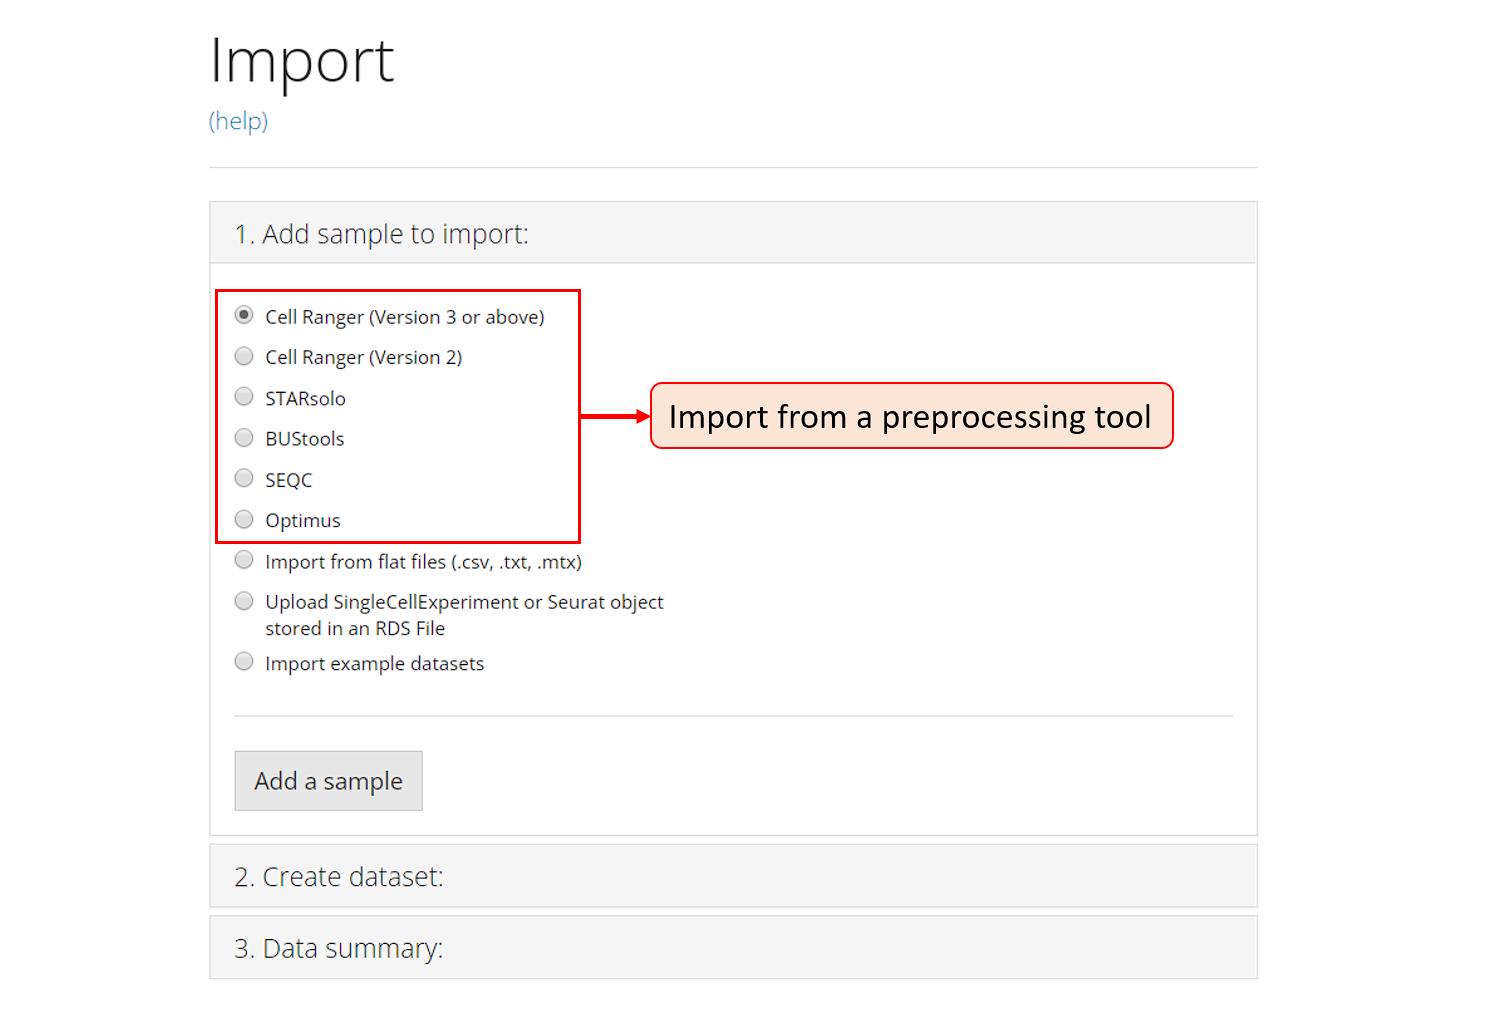 Import
(help)
1. Add sample to import:
Cell Ranger (Version 3 or above)
Cell Ranger (Version 2)
STARsolo
Import from a preprocessing tool
BUStools
SEQC
Optimus
Import from flat files (.csv, .txt, .mtx)
Upload SingleCellExperiment or Seurat object
stored in an RDS File
Import example datasets
Add a sample
2. Create dataset:
3. Data summary: